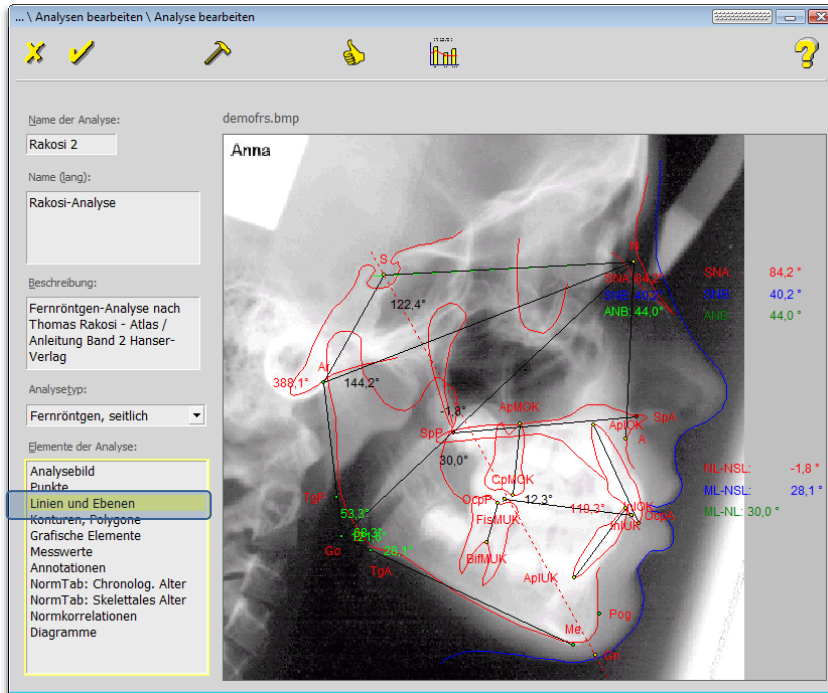 ... \ Analysen bearbeiten \ Analyse bearbeiten
Name der Analyse:
Rakosi 2
Name (lang):
Rakosi-Analyse
Beschreibung:
Fernröntgen-Analyse nach
Thomas Rakosi - Atlas /
Anleitung Band 2 Hanser-
Verlag
Analysetyp:
Fernröntgen, seitlich
Elemente der Analyse:
Analysebild
Punkte
Linien und Ebenen
Konturen, Polygone
Grafische Elemente
Messwerte
Annotationen
NormTab: Chronolog. Alter
NormTab: Skelettales Alter
Normkorrelationen
Diagramme
demofrs.bmp
Anna
N
S
SNA: 84,2°
SNB: 40,2°
ANB: 44,0°
SNA: 84,2 °
SNB: 40,2 °
ANB: 44,0 °
122,4°
Ar
388,1°
144,2°
-1,8°
ApMOK
SpA
SpP
ApIOK
A
30,0°
CpMOK
NL-NSL: -1,8 °
ML-NSL: 28,1 °
ML-NL: 30,0 °
OcpP
12,3°
OcpA
53,3°
FisMUK
InIUK
Go
28,1°
BifMUK
TgA
ApIUK
Pog
Me
Gn